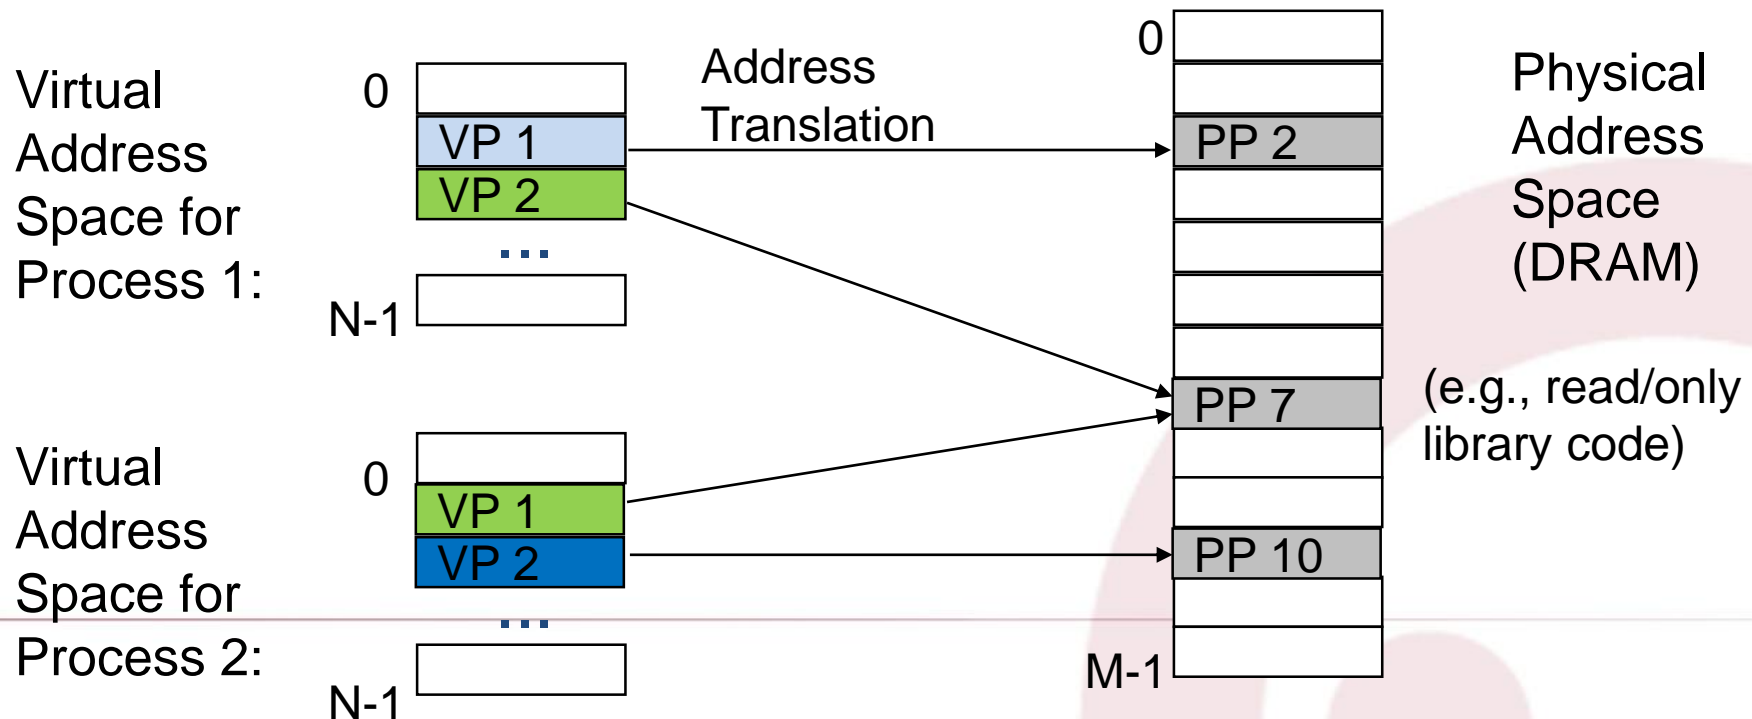 Virtual
Address
Space for
Process 1:
0
VP 1
VP 2
...
N-1
Address
Translation
0
PP 2
PP 7
PP 10
M-1
Physical
Address
Space
(DRAM)
(e.g., read/only
library code)
Virtual
Address
Space for
Process 2:
0
VP 1
VP 2
...
N-1